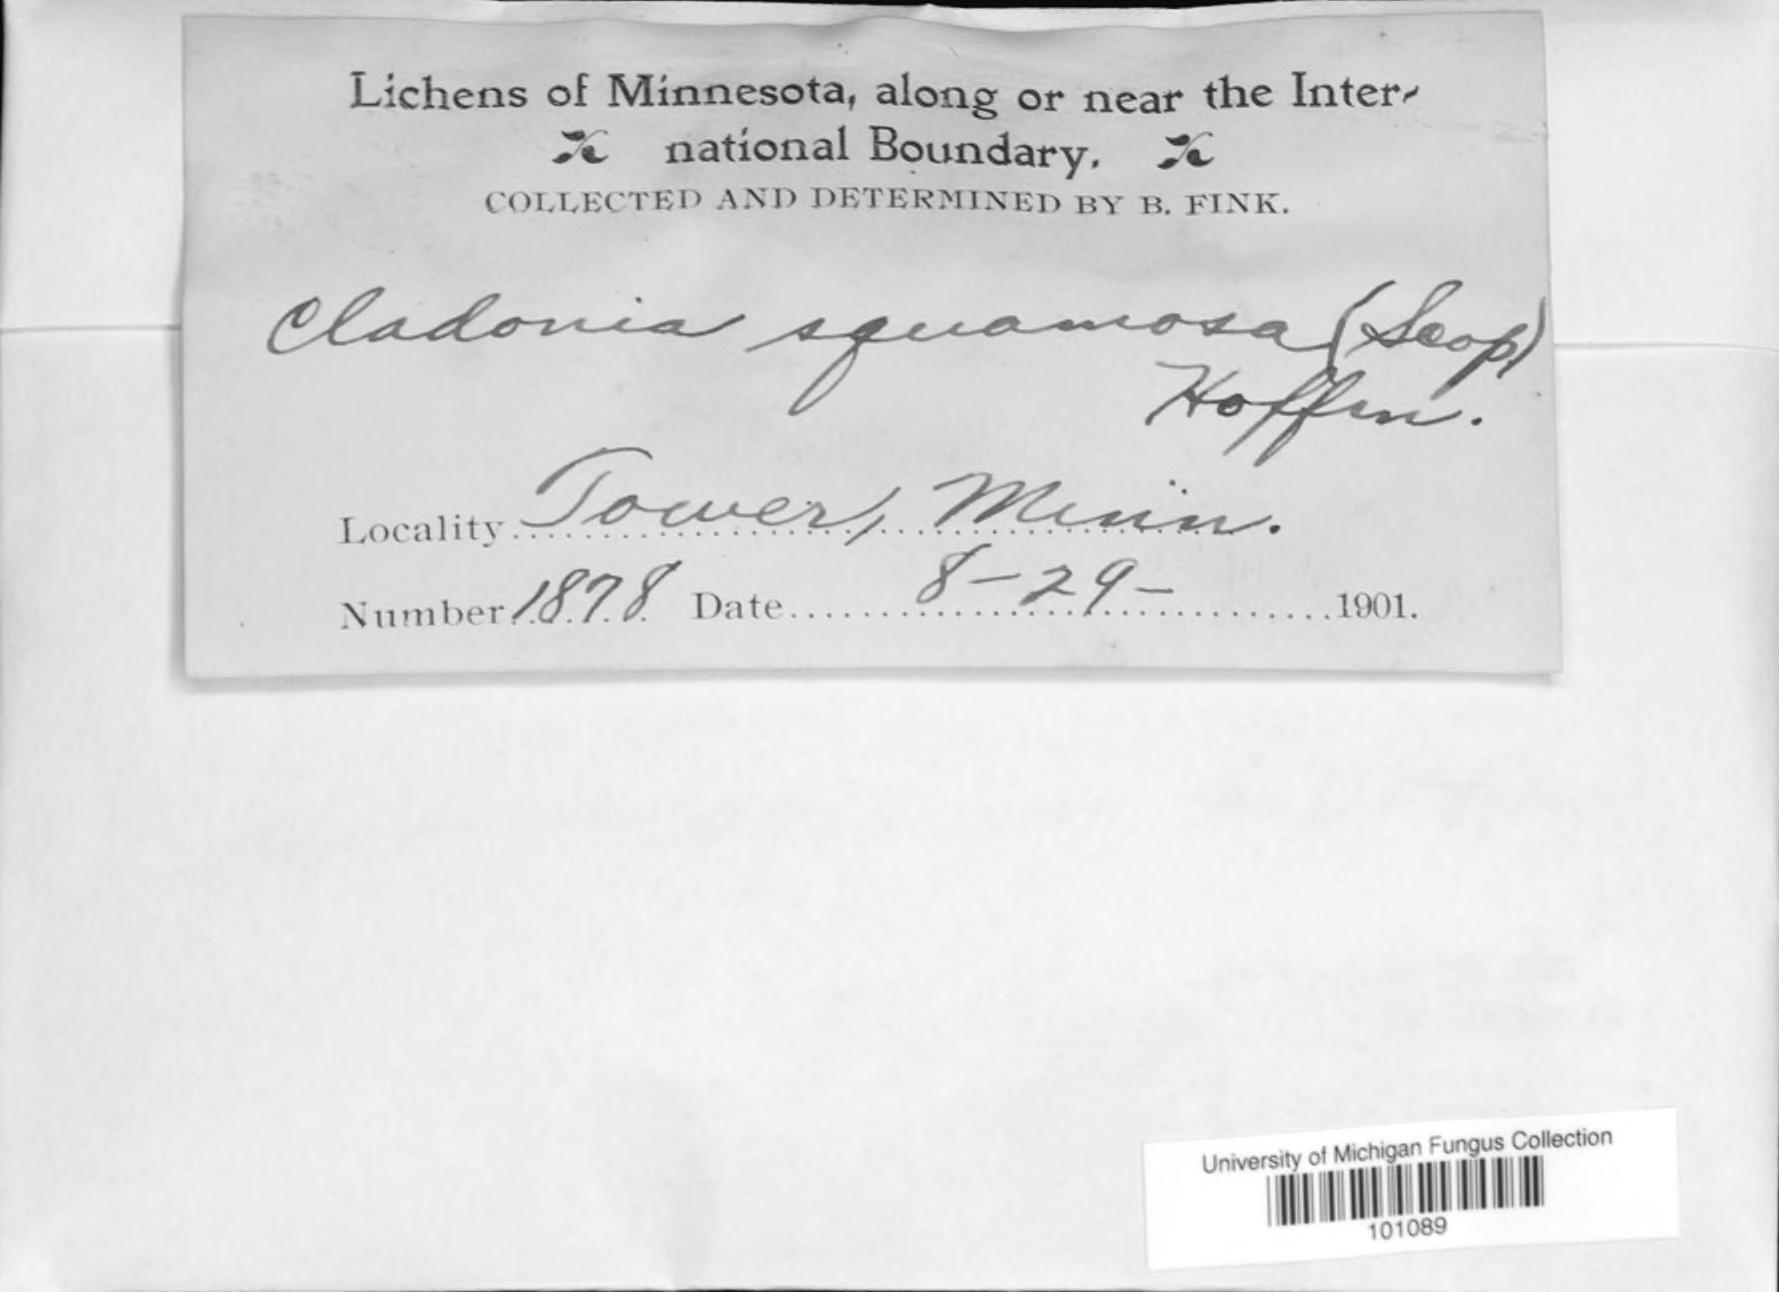 Lichens of Minnesota, along or near the Inter-
national Boundary.
COLLECTED AND DETERMINED BY B. FINK.
Cladonia squamosa (Scop.)
Hoffm.
Locality Tower, Minn.
Number 1878 Date 8-29- 1901.
University of Michigan Fungus Collection
101089